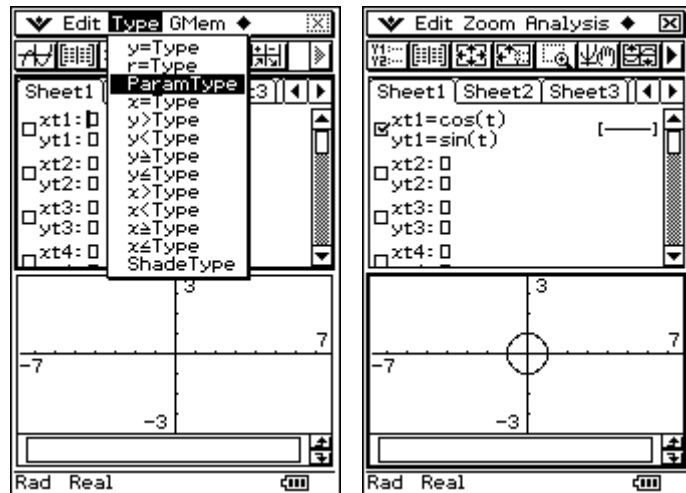 Edit Type GMem
y=Type
r=Type
ParamType
x=Type
y>Type
y<Type
y≥Type
y≤Type
x>Type
x<Type
x≥Type
x≤Type
ShadeType
Sheet1
xt1:
yt1:
xt2:
yt2:
xt3:
yt3:
xt4:
3
7
-7
-3
Rad Real
Edit Zoom Analysis
Y1:
Y2:
Sheet1 Sheet2 Sheet3
xt1=cos(t)
yt1=sin(t)
xt2:
yt2:
xt3:
yt3:
xt4:
3
7
-7
-3
Rad Real